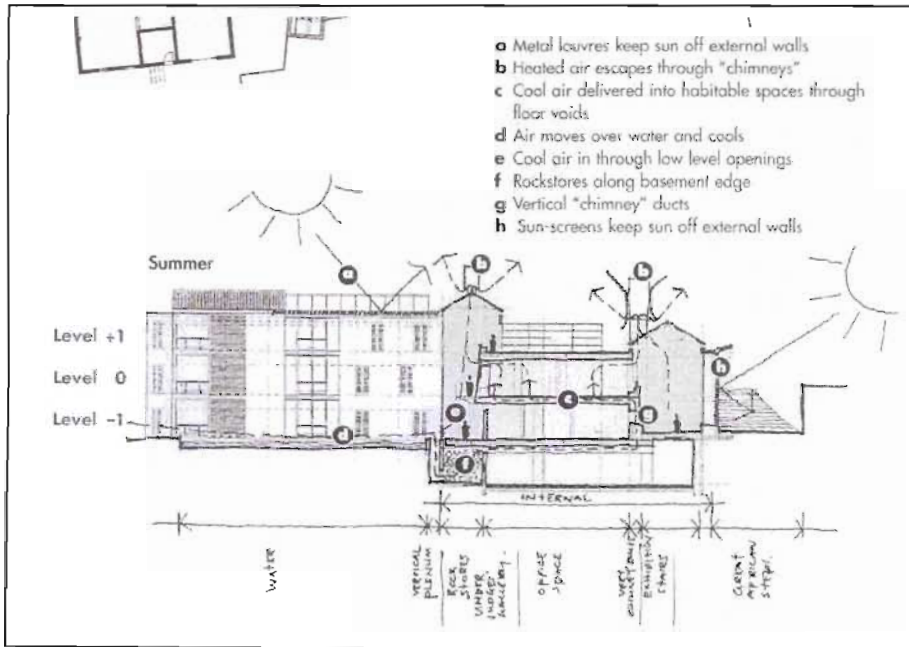 a Metal louvres keep sun off external walls
b Heated air escapes through "chimneys"
c Cool air delivered into habitable spaces through
floor voids
d Air moves over water and cools
e Cool air in through low level openings
f Rockstores along basement edge
g Vertical "chimney" ducts
h Sun-screens keep sun off external walls
Summer
a
b
b
Level +1
Level 0
Level -1
h
c
e
g
d
f
INTERNAL
WATER
VERTICAL
PLENUM
ROCK
STORES
UNDER
JUDGES'
GALLERY.
OFFICE
SPACE
EXHIBITION
STAIRS
GREAT
AFRICAN
STEPS.